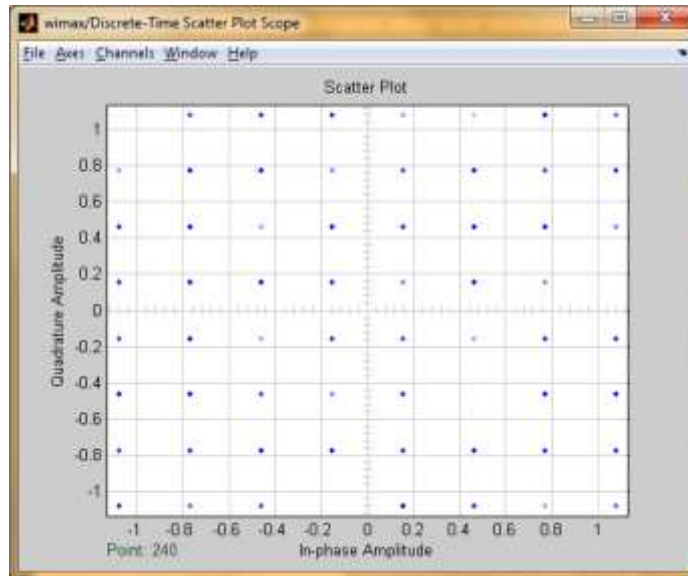 wimax/Discrete-Time Scatter Plot Scope
File Axes Channels Window Help
Scatter Plot
1
0.8
0.6
0.4
0.2
0
-0.2
-0.4
-0.6
-0.8
-1
Quadrature Amplitude
-1 -0.8 -0.6 -0.4 -0.2 0 0.2 0.4 0.6 0.8 1
Point: 240 In-phase Amplitude